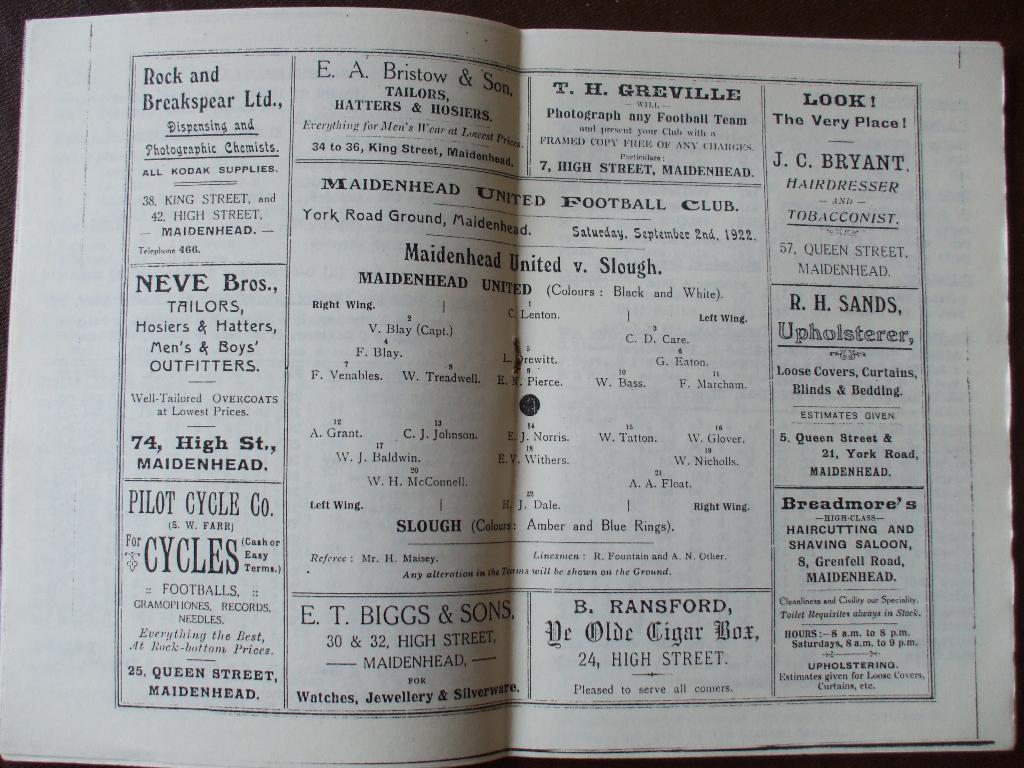 Rock and
Breakspear Ltd.,
Dispensing and
Photographic Chemists.
ALL KODAK SUPPLIES.
38, KING STREET, and
42, HIGH STREET,
— MAIDENHEAD. —
Telephone 466.
NEVE Bros.,
TAILORS,
Hosiers & Hatters,
Men's & Boys'
OUTFITTERS.
Well-Tailored OVERCOATS
at Lowest Prices.
74, High St.,
MAIDENHEAD.
PILOT CYCLE Co.
(S. W. FARR)
For CYCLES (Cash or
Easy
Terms.)
:: FOOTBALLS, ::
GRAMOPHONES, RECORDS,
NEEDLES.
Everything the Best,
At Rock-bottom Prices.
25, QUEEN STREET,
MAIDENHEAD.
E. A. Bristow & Son,
TAILORS,
HATTERS & HOSIERS.
Everything for Men's Wear at Lowest Prices.
34 to 36, King Street, Maidenhead.
T. H. GREVILLE
— WILL —
Photograph any Football Team
and present your Club with a
FRAMED COPY FREE OF ANY CHARGES.
Particulars:
7, HIGH STREET, MAIDENHEAD.
MAIDENHEAD UNITED FOOTBALL CLUB.
York Road Ground, Maidenhead. Saturday, September 2nd, 1922.
Maidenhead United v. Slough.
MAIDENHEAD UNITED (Colours: Black and White).
1
Right Wing. | C. Lenton. | Left Wing.
2 3
V. Blay (Capt.) C. D. Care.
4 5 6
F. Blay. L. Drewitt. G. Eaton.
7 8 9 10 11
F. Venables. W. Treadwell. E. N. Pierce. W. Bass. F. Marcham.
12 13 14 15 16
A. Grant. C. J. Johnson. E. J. Norris. W. Tatton. W. Glover.
17 18 19
W. J. Baldwin. E. V. Withers. W. Nicholls.
20 21
W. H. McConnell. A. A. Float.
22
Left Wing. | H. J. Dale. | Right Wing.
SLOUGH (Colours: Amber and Blue Rings).
Referee: Mr. H. Maisey. Linesmen: R. Fountain and A. N. Other.
Any alteration in the Teams will be shown on the Ground.
E. T. BIGGS & SONS,
30 & 32, HIGH STREET,
— MAIDENHEAD, —
FOR
Watches, Jewellery & Silverware.
B. RANSFORD,
Ye Olde Cigar Box,
24, HIGH STREET.
Pleased to serve all comers.
LOOK!
The Very Place!
J. C. BRYANT,
HAIRDRESSER
— AND —
TOBACCONIST.
57, QUEEN STREET,
MAIDENHEAD.
R. H. SANDS,
Upholsterer,
Loose Covers, Curtains,
Blinds & Bedding.
ESTIMATES GIVEN
5, Queen Street &
21, York Road,
MAIDENHEAD.
Breadmore's
—HIGH-CLASS—
HAIRCUTTING AND
SHAVING SALOON,
8, Grenfell Road,
MAIDENHEAD.
Cleanliness and Civility our Speciality.
Toilet Requisites always in Stock.
HOURS:—8 a.m. to 8 p.m.
Saturdays, 8 a.m. to 9 p.m.
UPHOLSTERING.
Estimates given for Loose Covers,
Curtains, etc.